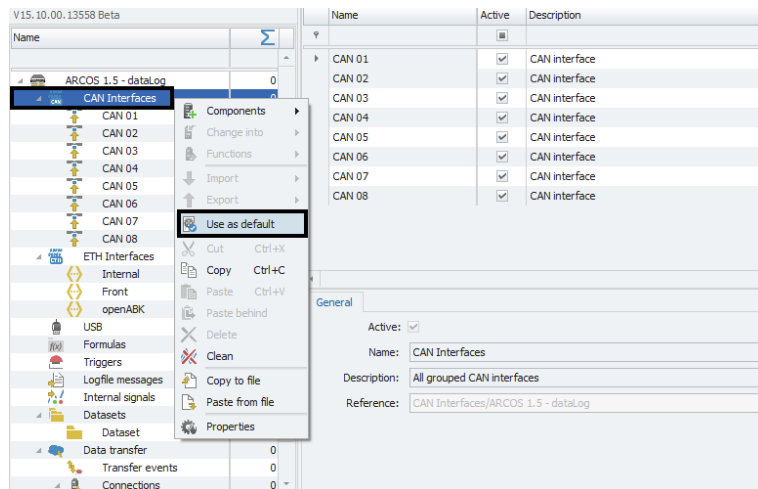 V15.10.00.13558 Beta
Name
ARCOS 1.5 - dataLog 0
CAN Interfaces 0
CAN 01
CAN 02
CAN 03
CAN 04
CAN 05
CAN 06
CAN 07
CAN 08
ETH Interfaces
Internal
Front
openABK
USB
f(x) Formulas
Triggers
Logfile messages
Internal signals
Datasets
Dataset
Data transfer 0
Transfer events 0
Connections 0
Components
Change into
Functions
Import
Export
Use as default
Cut Ctrl+X
Copy Ctrl+C
Paste Ctrl+V
Paste behind
Delete
Clean
Copy to file
Paste from file
Properties
Name Active Description
CAN 01 CAN interface
CAN 02 CAN interface
CAN 03 CAN interface
CAN 04 CAN interface
CAN 05 CAN interface
CAN 06 CAN interface
CAN 07 CAN interface
CAN 08 CAN interface
General
Active:
Name: CAN Interfaces
Description: All grouped CAN interfaces
Reference: CAN Interfaces/ARCOS 1.5 - dataLog